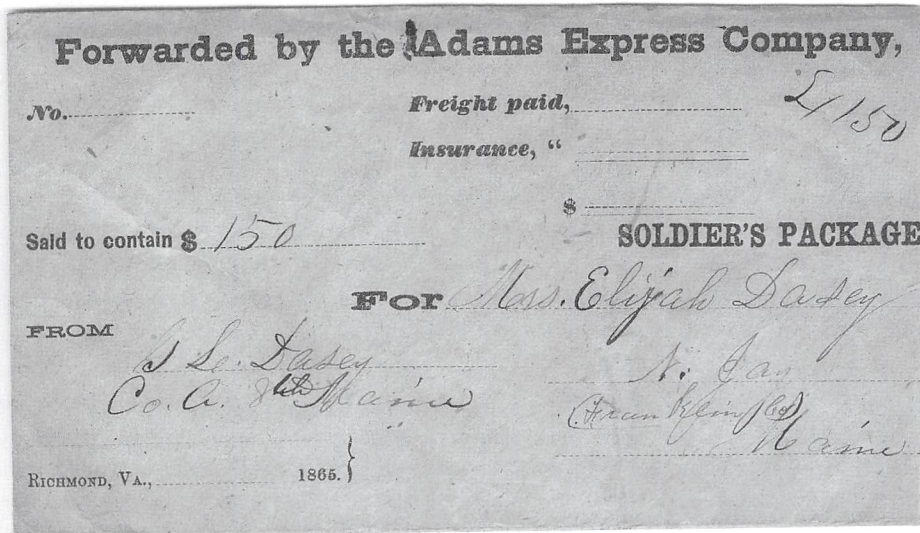 Forwarded by the Adams Express Company,
No.
Freight paid,
150
Insurance, "
$
Said to contain $ 150
SOLDIER'S PACKAGE
For Mrs. Elijah Dasey
FROM
L. Dasey
N. Jay
Co. A. 8th Maine
(Franklin Co)
Maine
RICHMOND, VA., 1865.}